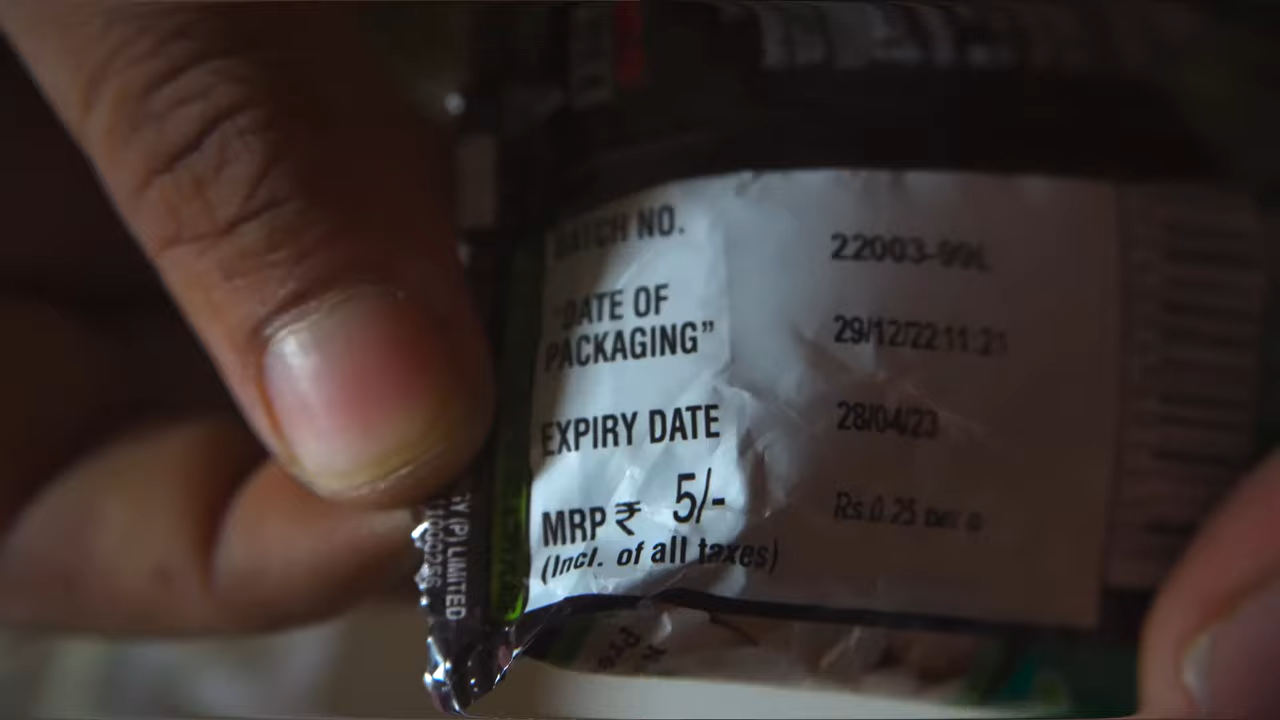 BATCH NO. 22003-99L
"DATE OF
PACKAGING" 29/12/22 11:21
EXPIRY DATE 28/04/23
MRP ₹ 5/- Rs.0.25
(Incl. of all taxes)
TY (P) LIMITED